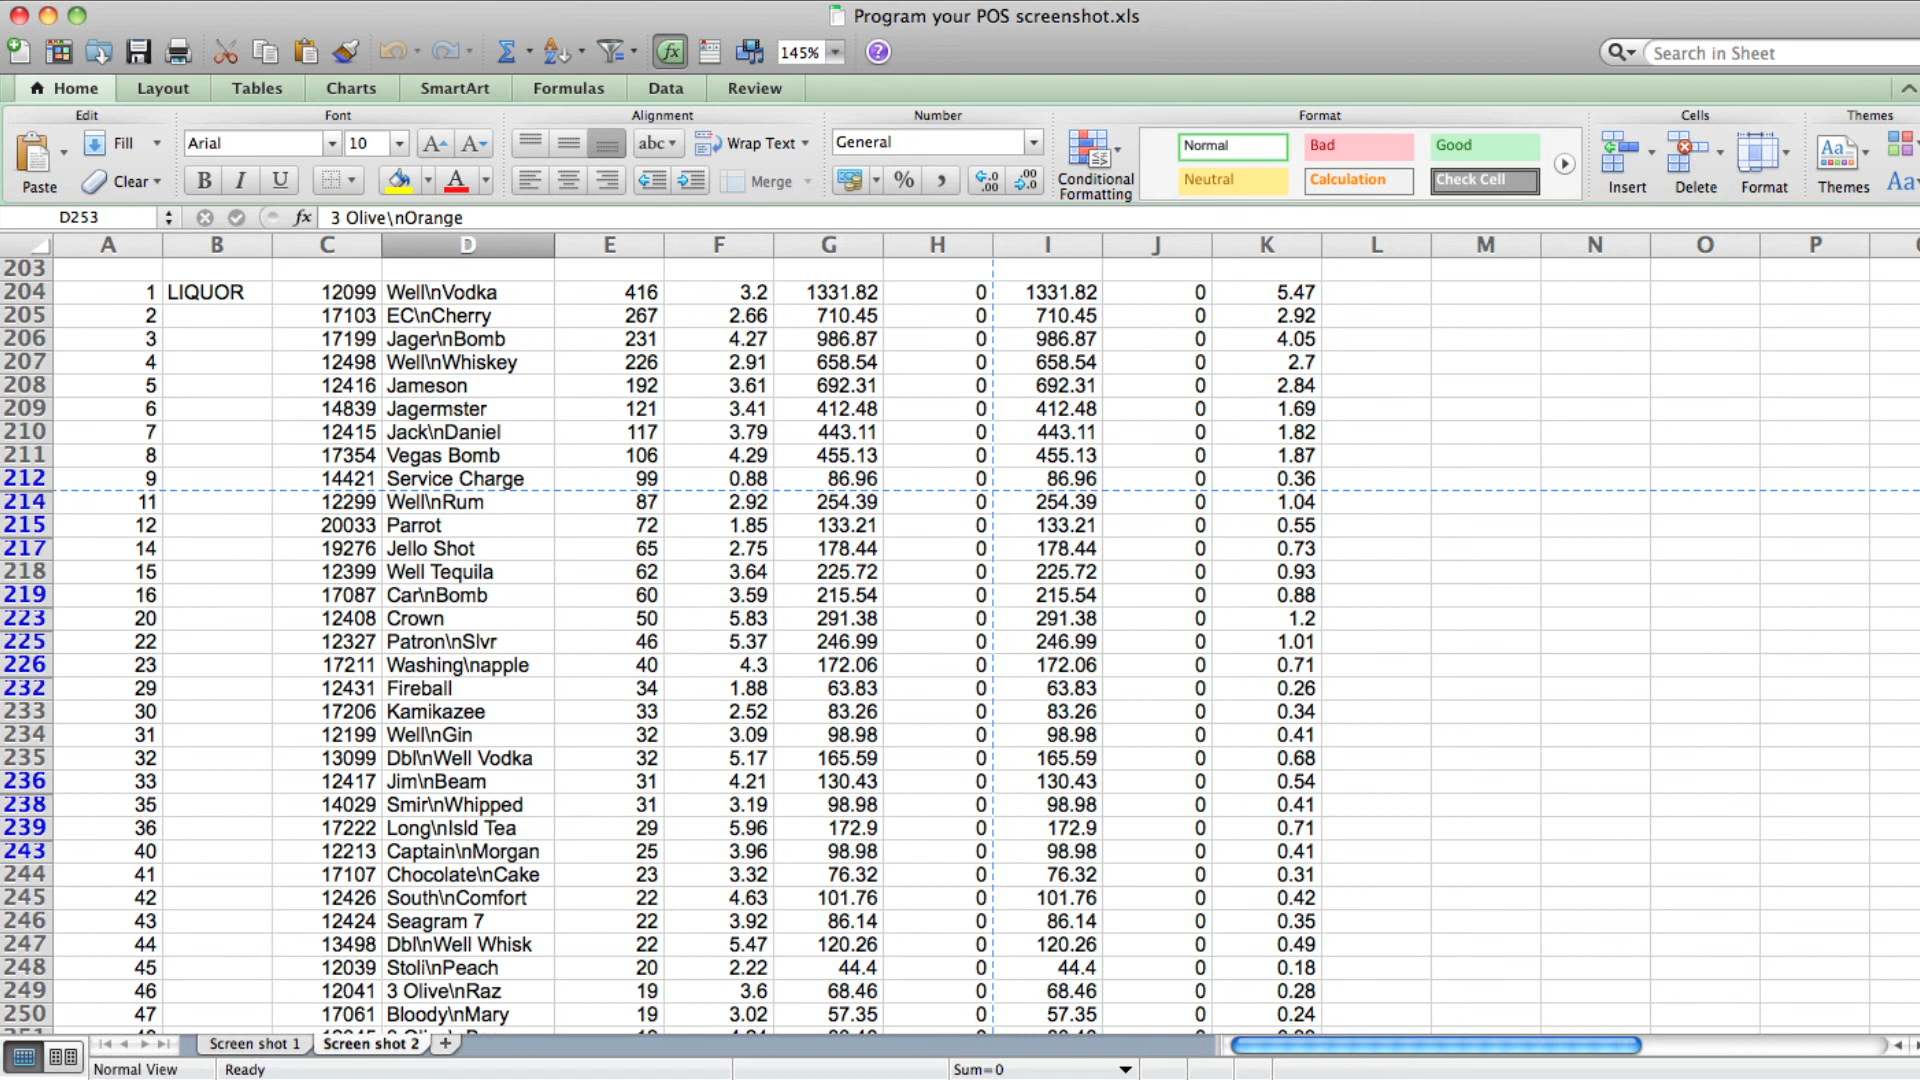 Program your POS screenshot.xls
145% ? Search in Sheet
Home Layout Tables Charts SmartArt Formulas Data Review
Edit Font Alignment Number Format Cells Themes
Fill Arial 10 A A abc Wrap Text General Normal Bad Good
Paste Clear B I U A Merge % , .0 .00 .00 .0 Conditional Formatting Neutral Calculation Check Cell Insert Delete Format Themes Aa
D253 fx 3 Olive\nOrange
A B C D E F G H I J K L M N O P
203
204 1 LIQUOR 12099 Well\nVodka 416 3.2 1331.82 0 1331.82 0 5.47
205 2 17103 EC\nCherry 267 2.66 710.45 0 710.45 0 2.92
206 3 17199 Jager\nBomb 231 4.27 986.87 0 986.87 0 4.05
207 4 12498 Well\nWhiskey 226 2.91 658.54 0 658.54 0 2.7
208 5 12416 Jameson 192 3.61 692.31 0 692.31 0 2.84
209 6 14839 Jagermster 121 3.41 412.48 0 412.48 0 1.69
210 7 12415 Jack\nDaniel 117 3.79 443.11 0 443.11 0 1.82
211 8 17354 Vegas Bomb 106 4.29 455.13 0 455.13 0 1.87
212 9 14421 Service Charge 99 0.88 86.96 0 86.96 0 0.36
214 11 12299 Well\nRum 87 2.92 254.39 0 254.39 0 1.04
215 12 20033 Parrot 72 1.85 133.21 0 133.21 0 0.55
217 14 19276 Jello Shot 65 2.75 178.44 0 178.44 0 0.73
218 15 12399 Well Tequila 62 3.64 225.72 0 225.72 0 0.93
219 16 17087 Car\nBomb 60 3.59 215.54 0 215.54 0 0.88
223 20 12408 Crown 50 5.83 291.38 0 291.38 0 1.2
225 22 12327 Patron\nSlvr 46 5.37 246.99 0 246.99 0 1.01
226 23 17211 Washing\napple 40 4.3 172.06 0 172.06 0 0.71
232 29 12431 Fireball 34 1.88 63.83 0 63.83 0 0.26
233 30 17206 Kamikazee 33 2.52 83.26 0 83.26 0 0.34
234 31 12199 Well\nGin 32 3.09 98.98 0 98.98 0 0.41
235 32 13099 Dbl\nWell Vodka 32 5.17 165.59 0 165.59 0 0.68
236 33 12417 Jim\nBeam 31 4.21 130.43 0 130.43 0 0.54
238 35 14029 Smir\nWhipped 31 3.19 98.98 0 98.98 0 0.41
239 36 17222 Long\nIsld Tea 29 5.96 172.9 0 172.9 0 0.71
243 40 12213 Captain\nMorgan 25 3.96 98.98 0 98.98 0 0.41
244 41 17107 Chocolate\nCake 23 3.32 76.32 0 76.32 0 0.31
245 42 12426 South\nComfort 22 4.63 101.76 0 101.76 0 0.42
246 43 12424 Seagram 7 22 3.92 86.14 0 86.14 0 0.35
247 44 13498 Dbl\nWell Whisk 22 5.47 120.26 0 120.26 0 0.49
248 45 12039 Stoli\nPeach 20 2.22 44.4 0 44.4 0 0.18
249 46 12041 3 Olive\nRaz 19 3.6 68.46 0 68.46 0 0.28
250 47 17061 Bloody\nMary 19 3.02 57.35 0 57.35 0 0.24
Screen shot 1 Screen shot 2 +
Normal View Ready Sum=0